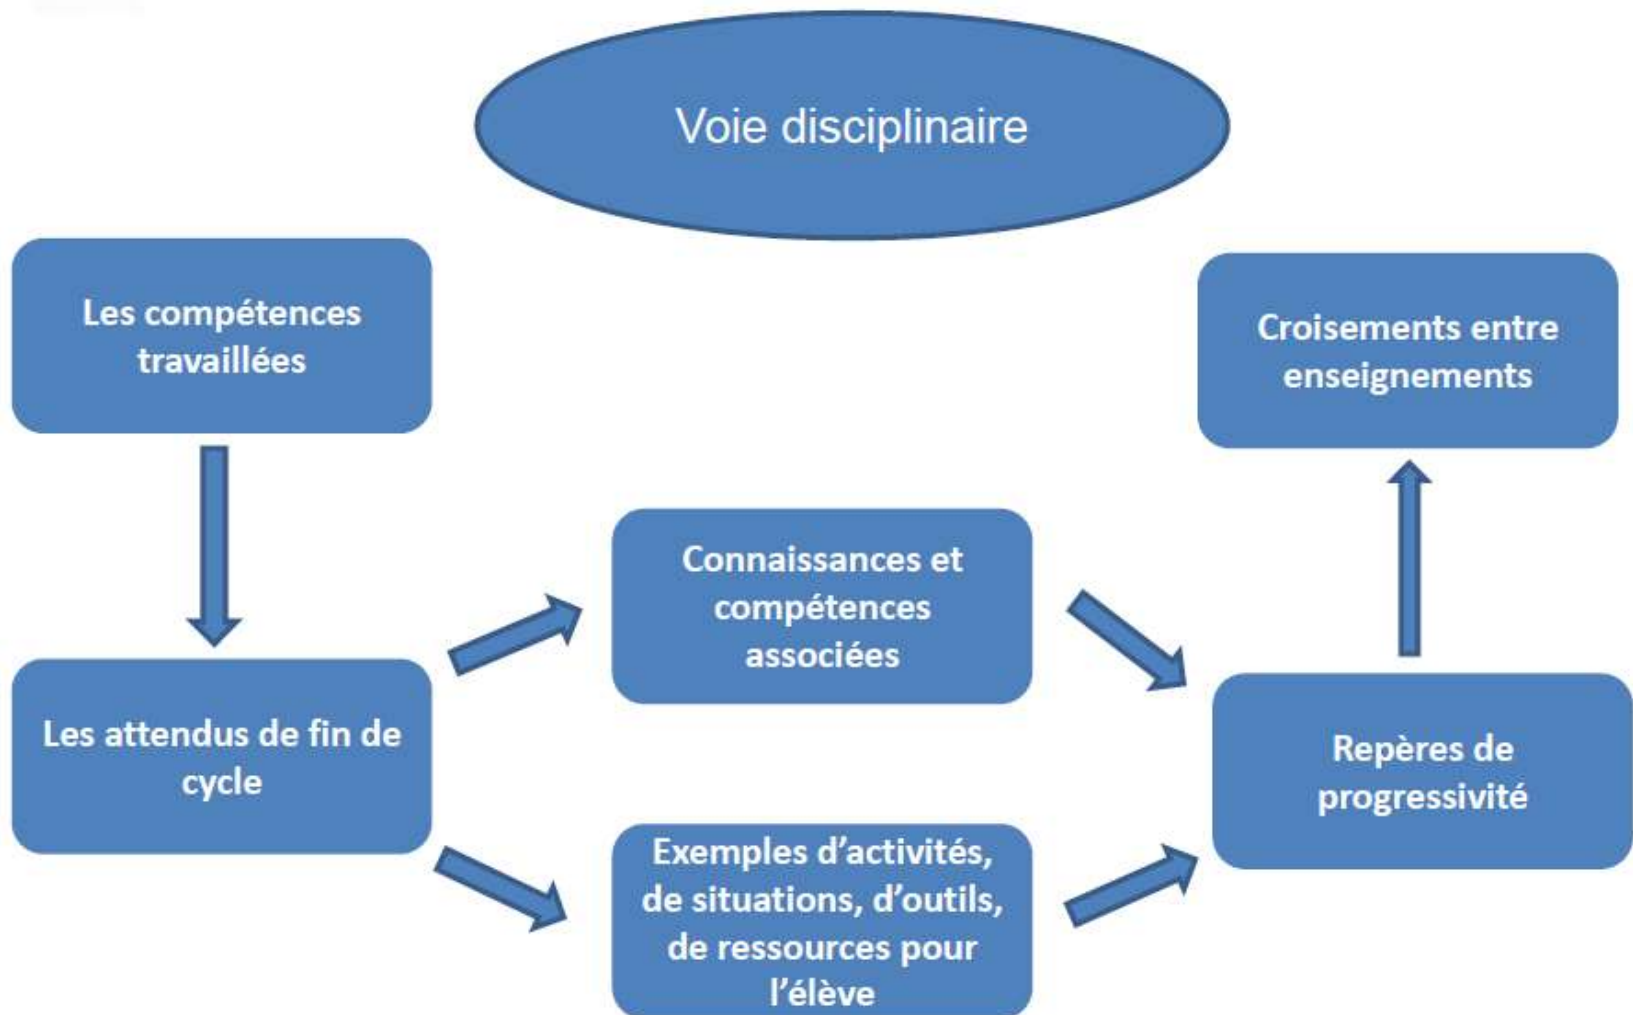 Voie disciplinaire
Les compétences
travaillées
Croisements entre
enseignements
Connaissances et
compétences
associées
Les attendus de fin de
cycle
Repères de
progressivité
Exemples d’activités,
de situations, d’outils,
de ressources pour
l’élève